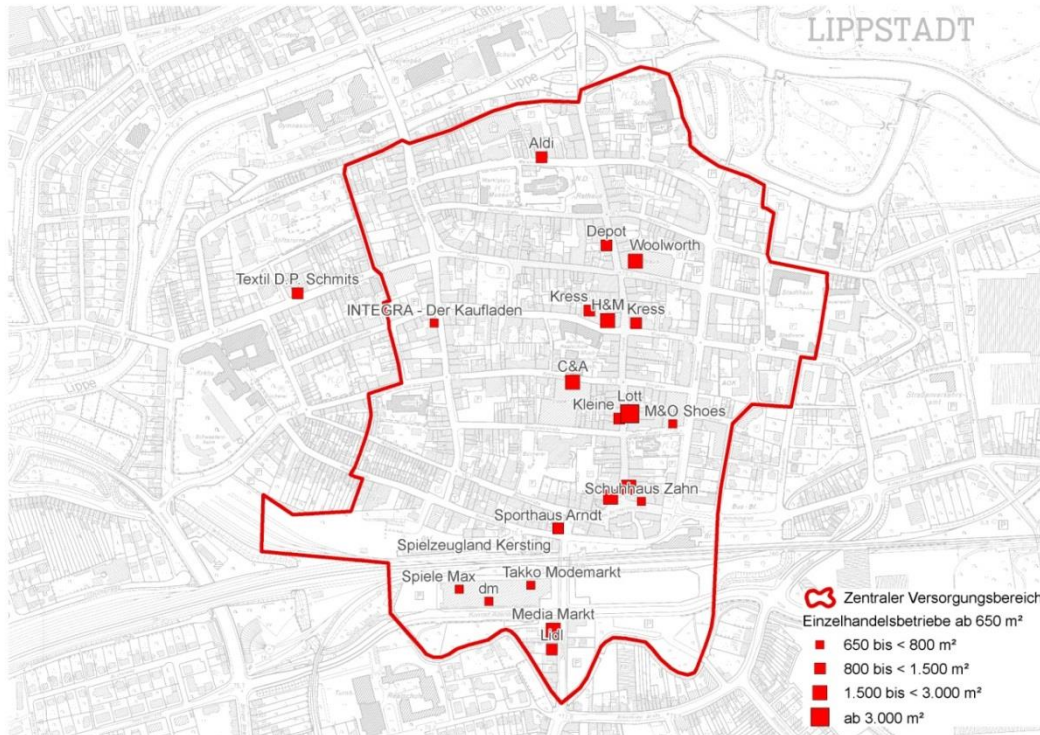 LIPPSTADT
Lippe
Aldi
Depot
Woolworth
Textil D.P. Schmits
Kress
H&M
Kress
INTEGRA - Der Kaufladen
C&A
Lott
Kleine
M&O Shoes
Lippe
Schuhhaus Zahn
Sporthaus Arndt
Spielzeugland Kersting
Takko Modemarkt
Spiele Max
dm
Media Markt
Lidl
Zentraler Versorgungsbereich
Einzelhandelsbetriebe ab 650 m²
650 bis < 800 m²
800 bis < 1.500 m²
1.500 bis < 3.000 m²
ab 3.000 m²